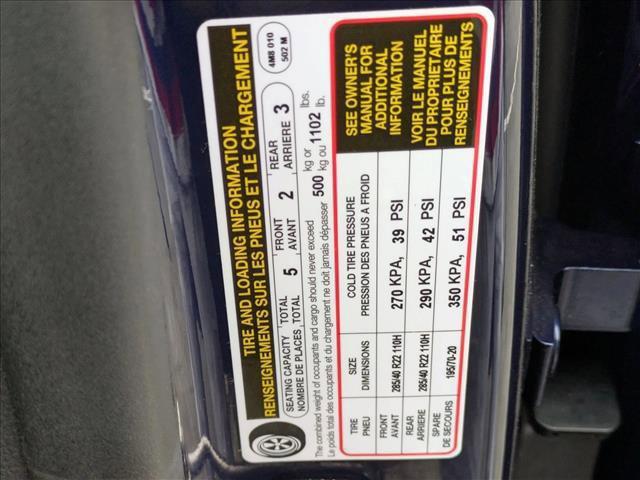 TIRE AND LOADING INFORMATION
RENSEIGNEMENTS SUR LES PNEUS ET LE CHARGEMENT
4M8 010
502 M
SEATING CAPACITY TOTAL 5 FRONT 2 REAR 3
NOMBRE DE PLACES TOTAL AVANT ARRIERE
The combined weight of occupants and cargo should never exceed 500 kg or 1102 lbs.
Le poids total des occupants et du chargement ne doit jamais dépasser kg ou lb.
TIRE SIZE COLD TIRE PRESSURE
PNEU DIMENSIONS PRESSION DES PNEUS A FROID
FRONT 285/40 R22 110H 270 KPA, 39 PSI
AVANT
REAR 285/40 R22 110H 290 KPA, 42 PSI
ARRIERE
SPARE 195/70-20 350 KPA, 51 PSI
DE SECOURS
SEE OWNER'S
MANUAL FOR
ADDITIONAL
INFORMATION
VOIR LE MANUEL
DU PROPRIETAIRE
POUR PLUS DE
RENSEIGNEMENTS